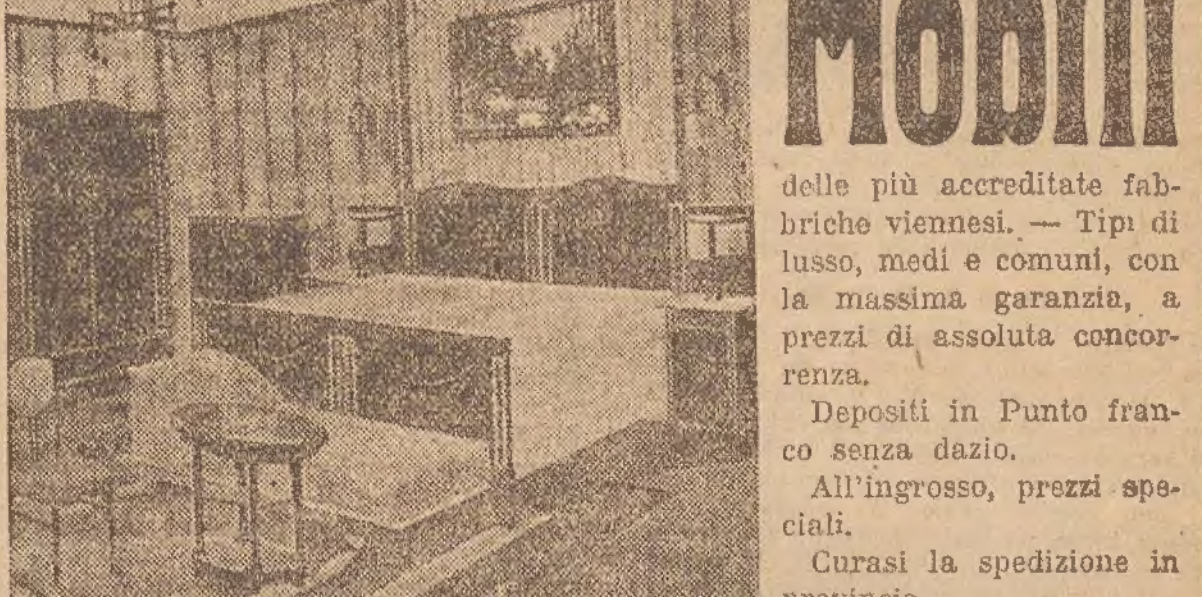 Mobili
delle più accreditate fab-
briche viennesi. — Tipi di
lusso, medi e comuni, con
la massima garanzia, a
prezzi di assoluta concor-
renza.
Depositi in Punto fran-
co senza dazio.
All'ingrosso, prezzi spe-
ciali.
Curasi la spedizione in